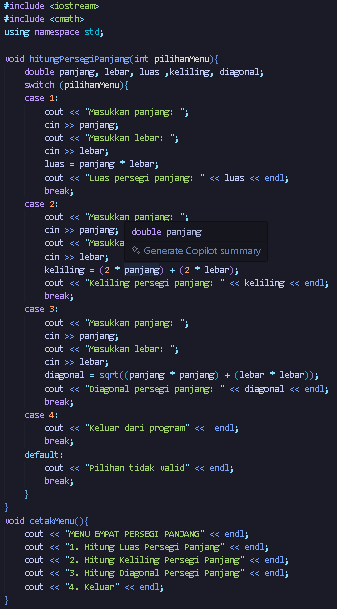 #include <iostream>
#include <cmath>
using namespace std;

void hitungPersegiPanjang(int pilihanMenu){
    double panjang, lebar, luas ,keliling, diagonal;
    switch (pilihanMenu){
    case 1:
        cout << "Masukkan panjang: ";
        cin >> panjang;
        cout << "Masukkan lebar: ";
        cin >> lebar;
        luas = panjang * lebar;
        cout << "Luas persegi panjang: " << luas << endl;
        break;
    case 2:
        cout << "Masukkan panjang: ";
        cin >> panjang;
        double panjang
        cout << "Masukka
        Generate Copilot summary
        cin >> lebar;
        keliling = (2 * panjang) + (2 * lebar);
        cout << "Keliling persegi panjang: " << keliling << endl;
        break;
    case 3:
        cout << "Masukkan panjang: ";
        cin >> panjang;
        cout << "Masukkan lebar: ";
        cin >> lebar;
        diagonal = sqrt((panjang * panjang) + (lebar * lebar));
        cout << "Diagonal persegi panjang: " << diagonal << endl;
        break;
    case 4:
        cout << "Keluar dari program" <<  endl;
        break;
    default:
        cout << "Pilihan tidak valid" << endl;
        break;
    }
}
void cetakMenu(){
    cout << "MENU EMPAT PERSEGI PANJANG" << endl;
    cout << "1. Hitung Luas Persegi Panjang" << endl;
    cout << "2. Hitung Keliling Persegi Panjang" << endl;
    cout << "3. Hitung Diagonal Persegi Panjang" << endl;
    cout << "4. Keluar" << endl;
}